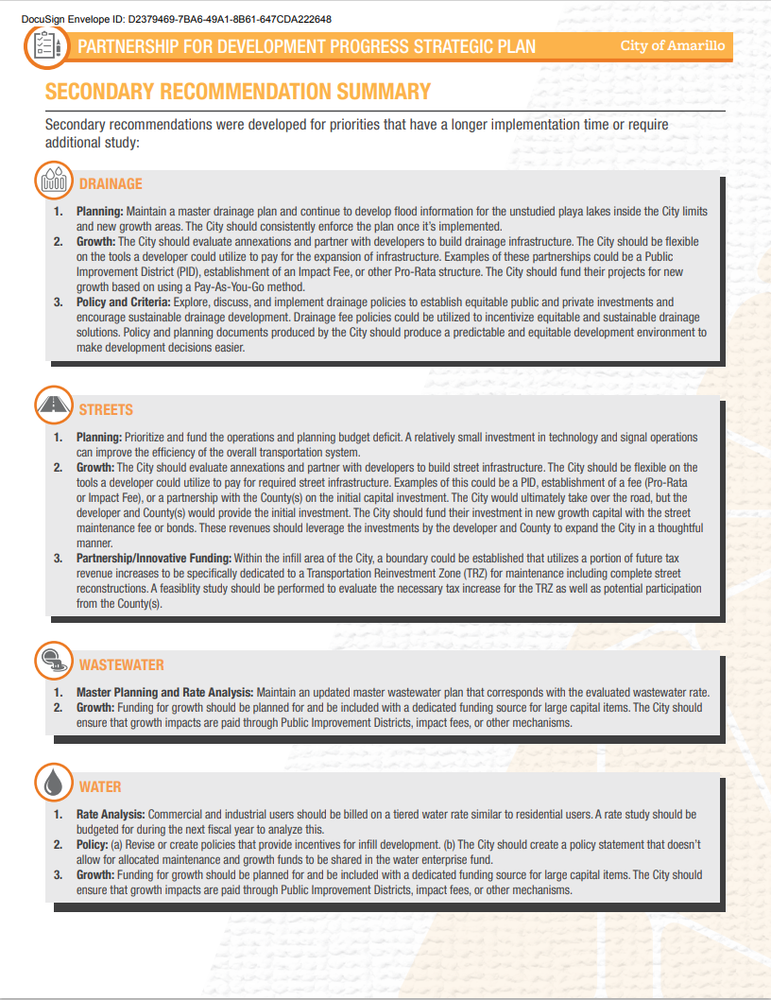 DocuSign Envelope ID: D2379469-7BA6-49A1-8B61-647CDA222648
PARTNERSHIP FOR DEVELOPMENT PROGRESS STRATEGIC PLAN
City of Amarillo
SECONDARY RECOMMENDATION SUMMARY
Secondary recommendations were developed for priorities that have a longer implementation time or require
additional study:
DRAINAGE
1. Planning: Maintain a master drainage plan and continue to develop flood information for the unstudied playa lakes inside the City limits
and new growth areas. The City should consistently enforce the plan once it's implemented.
2. Growth: The City should evaluate annexations and partner with developers to build drainage infrastructure. The City should be flexible
on the tools a developer could utilize to pay for the expansion of infrastructure. Examples of these partnerships could be a Public
Improvement District (PID), establishment of an Impact Fee, or other Pro-Rata structure. The City should fund their projects for new
growth based on using a Pay-As-You-Go method.
3. Policy and Criteria: Explore, discuss, and implement drainage policies to establish equitable public and private investments and
encourage sustainable drainage development. Drainage fee policies could be utilized to incentivize equitable and sustainable drainage
solutions. Policy and planning documents produced by the City should produce a predictable and equitable development environment to
make development decisions easier.
STREETS
1. Planning: Prioritize and fund the operations and planning budget deficit. A relatively small investment in technology and signal operations
can improve the efficiency of the overall transportation system.
2. Growth: The City should evaluate annexations and partner with developers to build street infrastructure. The City should be flexible on the
tools a developer could utilize to pay for required street infrastructure. Examples of this could be a PID, establishment of a fee (Pro-Rata
or Impact Fee), or a partnership with the County(s) on the initial capital investment. The City would ultimately take over the road, but the
developer and County(s) would provide the initial investment. The City should fund their investment in new growth capital with the street
maintenance fee or bonds. These revenues should leverage the investments by the developer and County to expand the City in a thoughtful
manner.
3. Partnership/Innovative Funding: Within the infill area of the City, a boundary could be established that utilizes a portion of future tax
revenue increases to be specifically dedicated to a Transportation Reinvestment Zone (TRZ) for maintenance including complete street
reconstructions. A feasiblity study should be performed to evaluate the necessary tax increase for the TRZ as well as potential participation
from the County(s).
WASTEWATER
1. Master Planning and Rate Analysis: Maintain an updated master wastewater plan that corresponds with the evaluated wastewater rate.
2. Growth: Funding for growth should be planned for and be included with a dedicated funding source for large capital items. The City should
ensure that growth impacts are paid through Public Improvement Districts, impact fees, or other mechanisms.
WATER
1. Rate Analysis: Commercial and industrial users should be billed on a tiered water rate similar to residential users. A rate study should be
budgeted for during the next fiscal year to analyze this.
2. Policy: (a) Revise or create policies that provide incentives for infill development. (b) The City should create a policy statement that doesn't
allow for allocated maintenance and growth funds to be shared in the water enterprise fund.
3. Growth: Funding for growth should be planned for and be included with a dedicated funding source for large capital items. The City should
ensure that growth impacts are paid through Public Improvement Districts, impact fees, or other mechanisms.